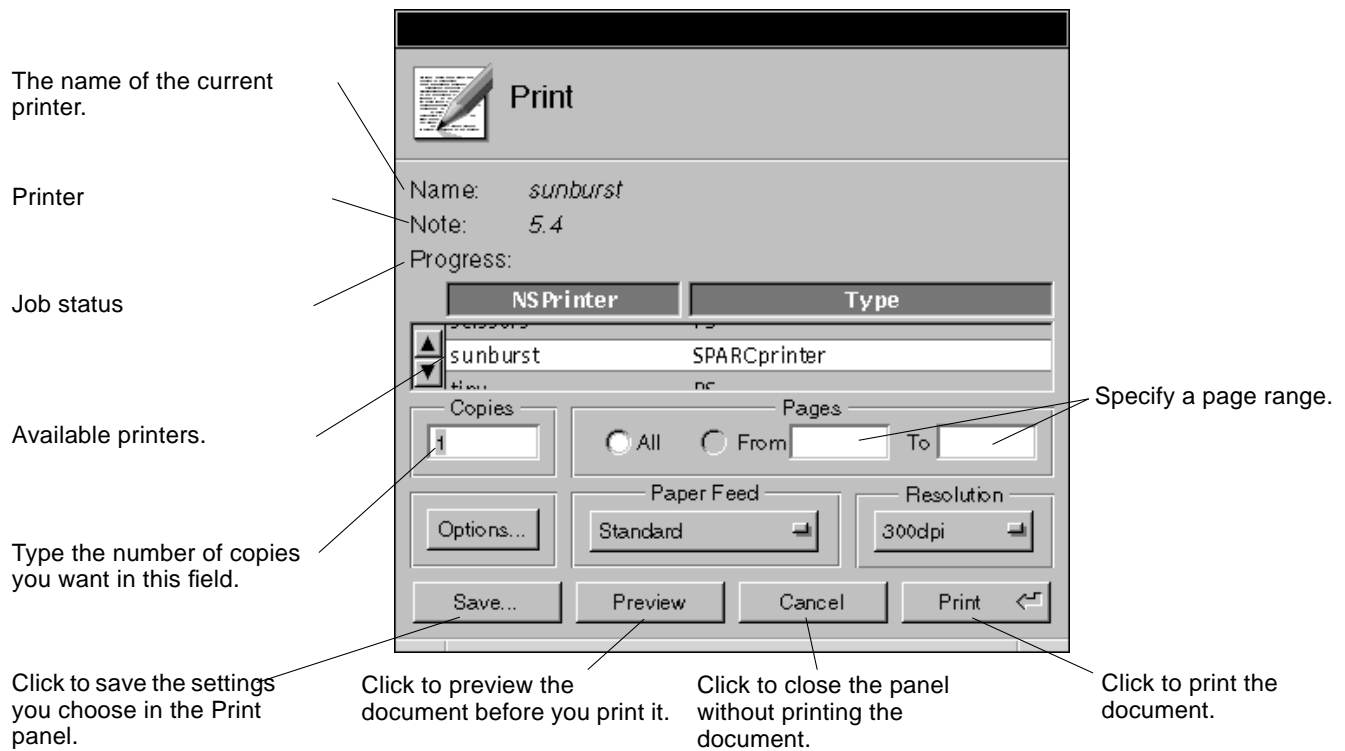 The name of the current
printer.
Print
Name: sunburst
Printer
Note: 5.4
Progress:
Job status
NSPrinter Type
sunburst SPARCprinter
Copies Pages
Specify a page range.
Available printers.
1 All From To
Paper Feed Resolution
Options... Standard 300dpi
Type the number of copies
you want in this field.
Save... Preview Cancel Print
Click to save the settings
you choose in the Print
panel.
Click to preview the
document before you print it.
Click to close the panel
without printing the
document.
Click to print the
document.